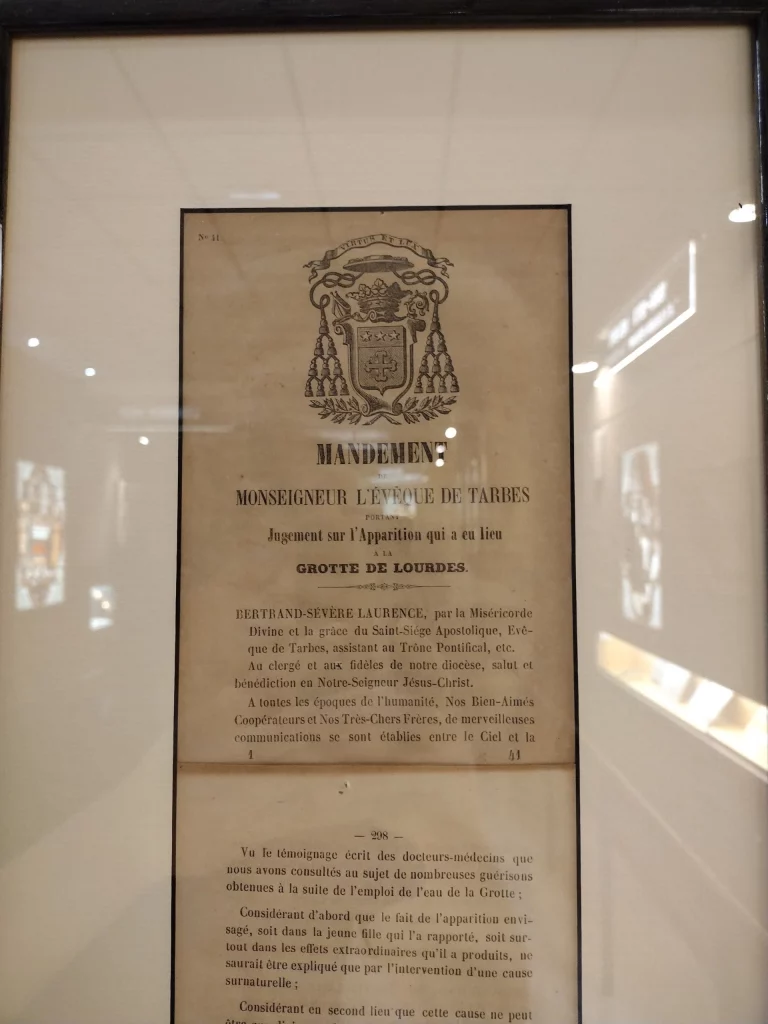 No 41
VIRTUS ET LUX
MANDEMENT
MONSEIGNEUR L'ÉVÊQUE DE TARBES
PORTANT
Jugement sur l'Apparition qui a eu lieu
A LA
GROTTE DE LOURDES.
BERTRAND-SÉVÈRE LAURENCE, par la Miséricorde
Divine et la grâce du Saint-Siége Apostolique, Evê-
que de Tarbes, assistant au Trône Pontifical, etc.
Au clergé et aux fidèles de notre diocèse, salut et
bénédiction en Notre-Seigneur Jésus-Christ.
A toutes les époques de l'humanité, Nos Bien-Aimés
Coopérateurs et Nos Très-Chers Frères, de merveilleuses
communications se sont établies entre le Ciel et la
1 41
— 298 —
Vu le témoignage écrit des docteurs-médecins que
nous avons consultés au sujet de nombreuses guérisons
obtenues à la suite de l'emploi de l'eau de la Grotte ;
Considérant d'abord que le fait de l'apparition envi-
sagé, soit dans la jeune fille qui l'a rapporté, soit sur-
tout dans les effets extraordinaires qu'il a produits, ne
saurait être expliqué que par l'intervention d'une cause
surnaturelle ;
Considérant en second lieu que cette cause ne peut